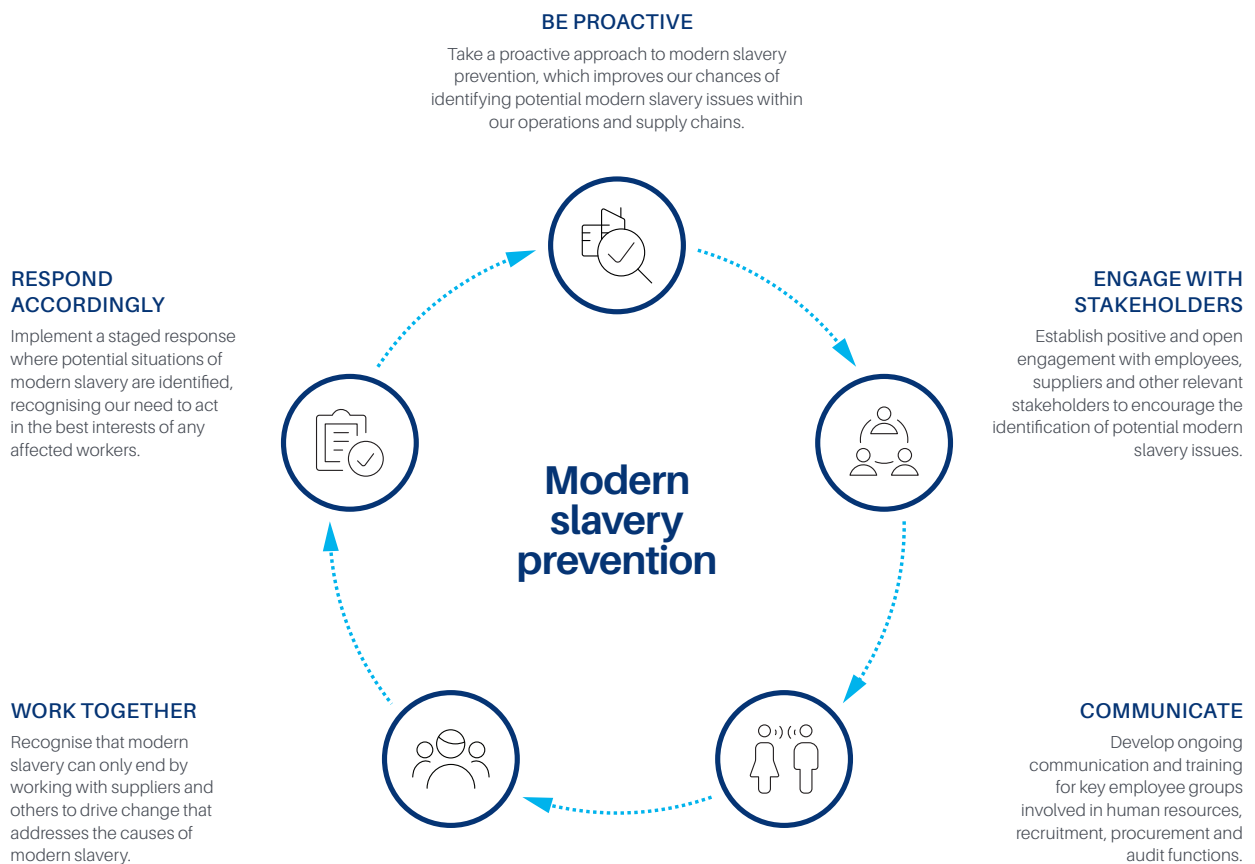 BE PROACTIVE
Take a proactive approach to modern slavery
prevention, which improves our chances of
identifying potential modern slavery issues within
our operations and supply chains.
ENGAGE WITH
STAKEHOLDERS
Establish positive and open
engagement with employees,
suppliers and other relevant
stakeholders to encourage the
identification of potential modern
slavery issues.
COMMUNICATE
Develop ongoing
communication and training
for key employee groups
involved in human resources,
recruitment, procurement and
audit functions.
WORK TOGETHER
Recognise that modern
slavery can only end by
working with suppliers and
others to drive change that
addresses the causes of
modern slavery.
RESPOND
ACCORDINGLY
Implement a staged response
where potential situations of
modern slavery are identified,
recognising our need to act
in the best interests of any
affected workers.
Modern
slavery
prevention